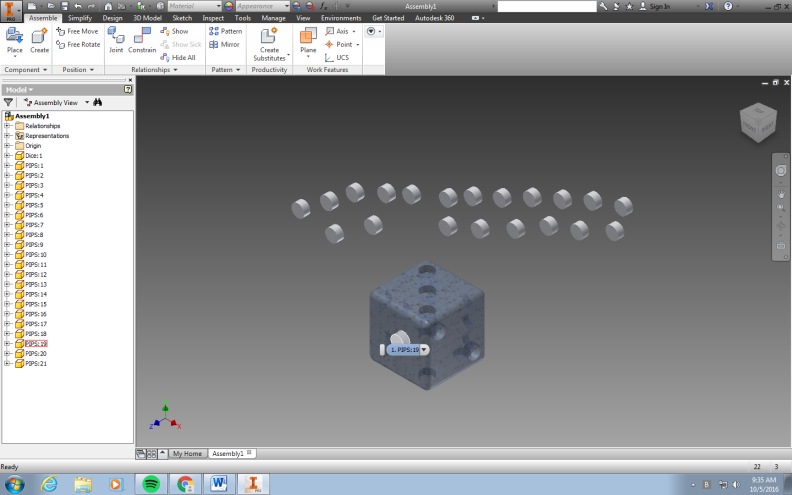 Material
Appearance
Assembly1
Sign In
PRO
Assemble Simplify Design 3D Model Sketch Inspect Tools Manage View Environments Get Started Autodesk 360
Place
Create
Free Move
Free Rotate
Joint
Constrain
Show
Show Sick
Hide All
Pattern
Mirror
Create
Substitutes
Plane
Axis
Point
UCS
Component Position Relationships Pattern Productivity Work Features
Model
Assembly View
Assembly1
Relationships
Representations
Origin
Dice:1
PIPS:1
PIPS:2
PIPS:3
PIPS:4
PIPS:5
PIPS:6
PIPS:7
PIPS:8
PIPS:9
PIPS:10
PIPS:11
PIPS:12
PIPS:13
PIPS:14
PIPS:15
PIPS:16
PIPS:17
PIPS:18
PIPS:19
PIPS:20
PIPS:21
1. PIPS:19
Y
Z
X
My Home Assembly1
Ready
22 3
9:35 AM
10/5/2016